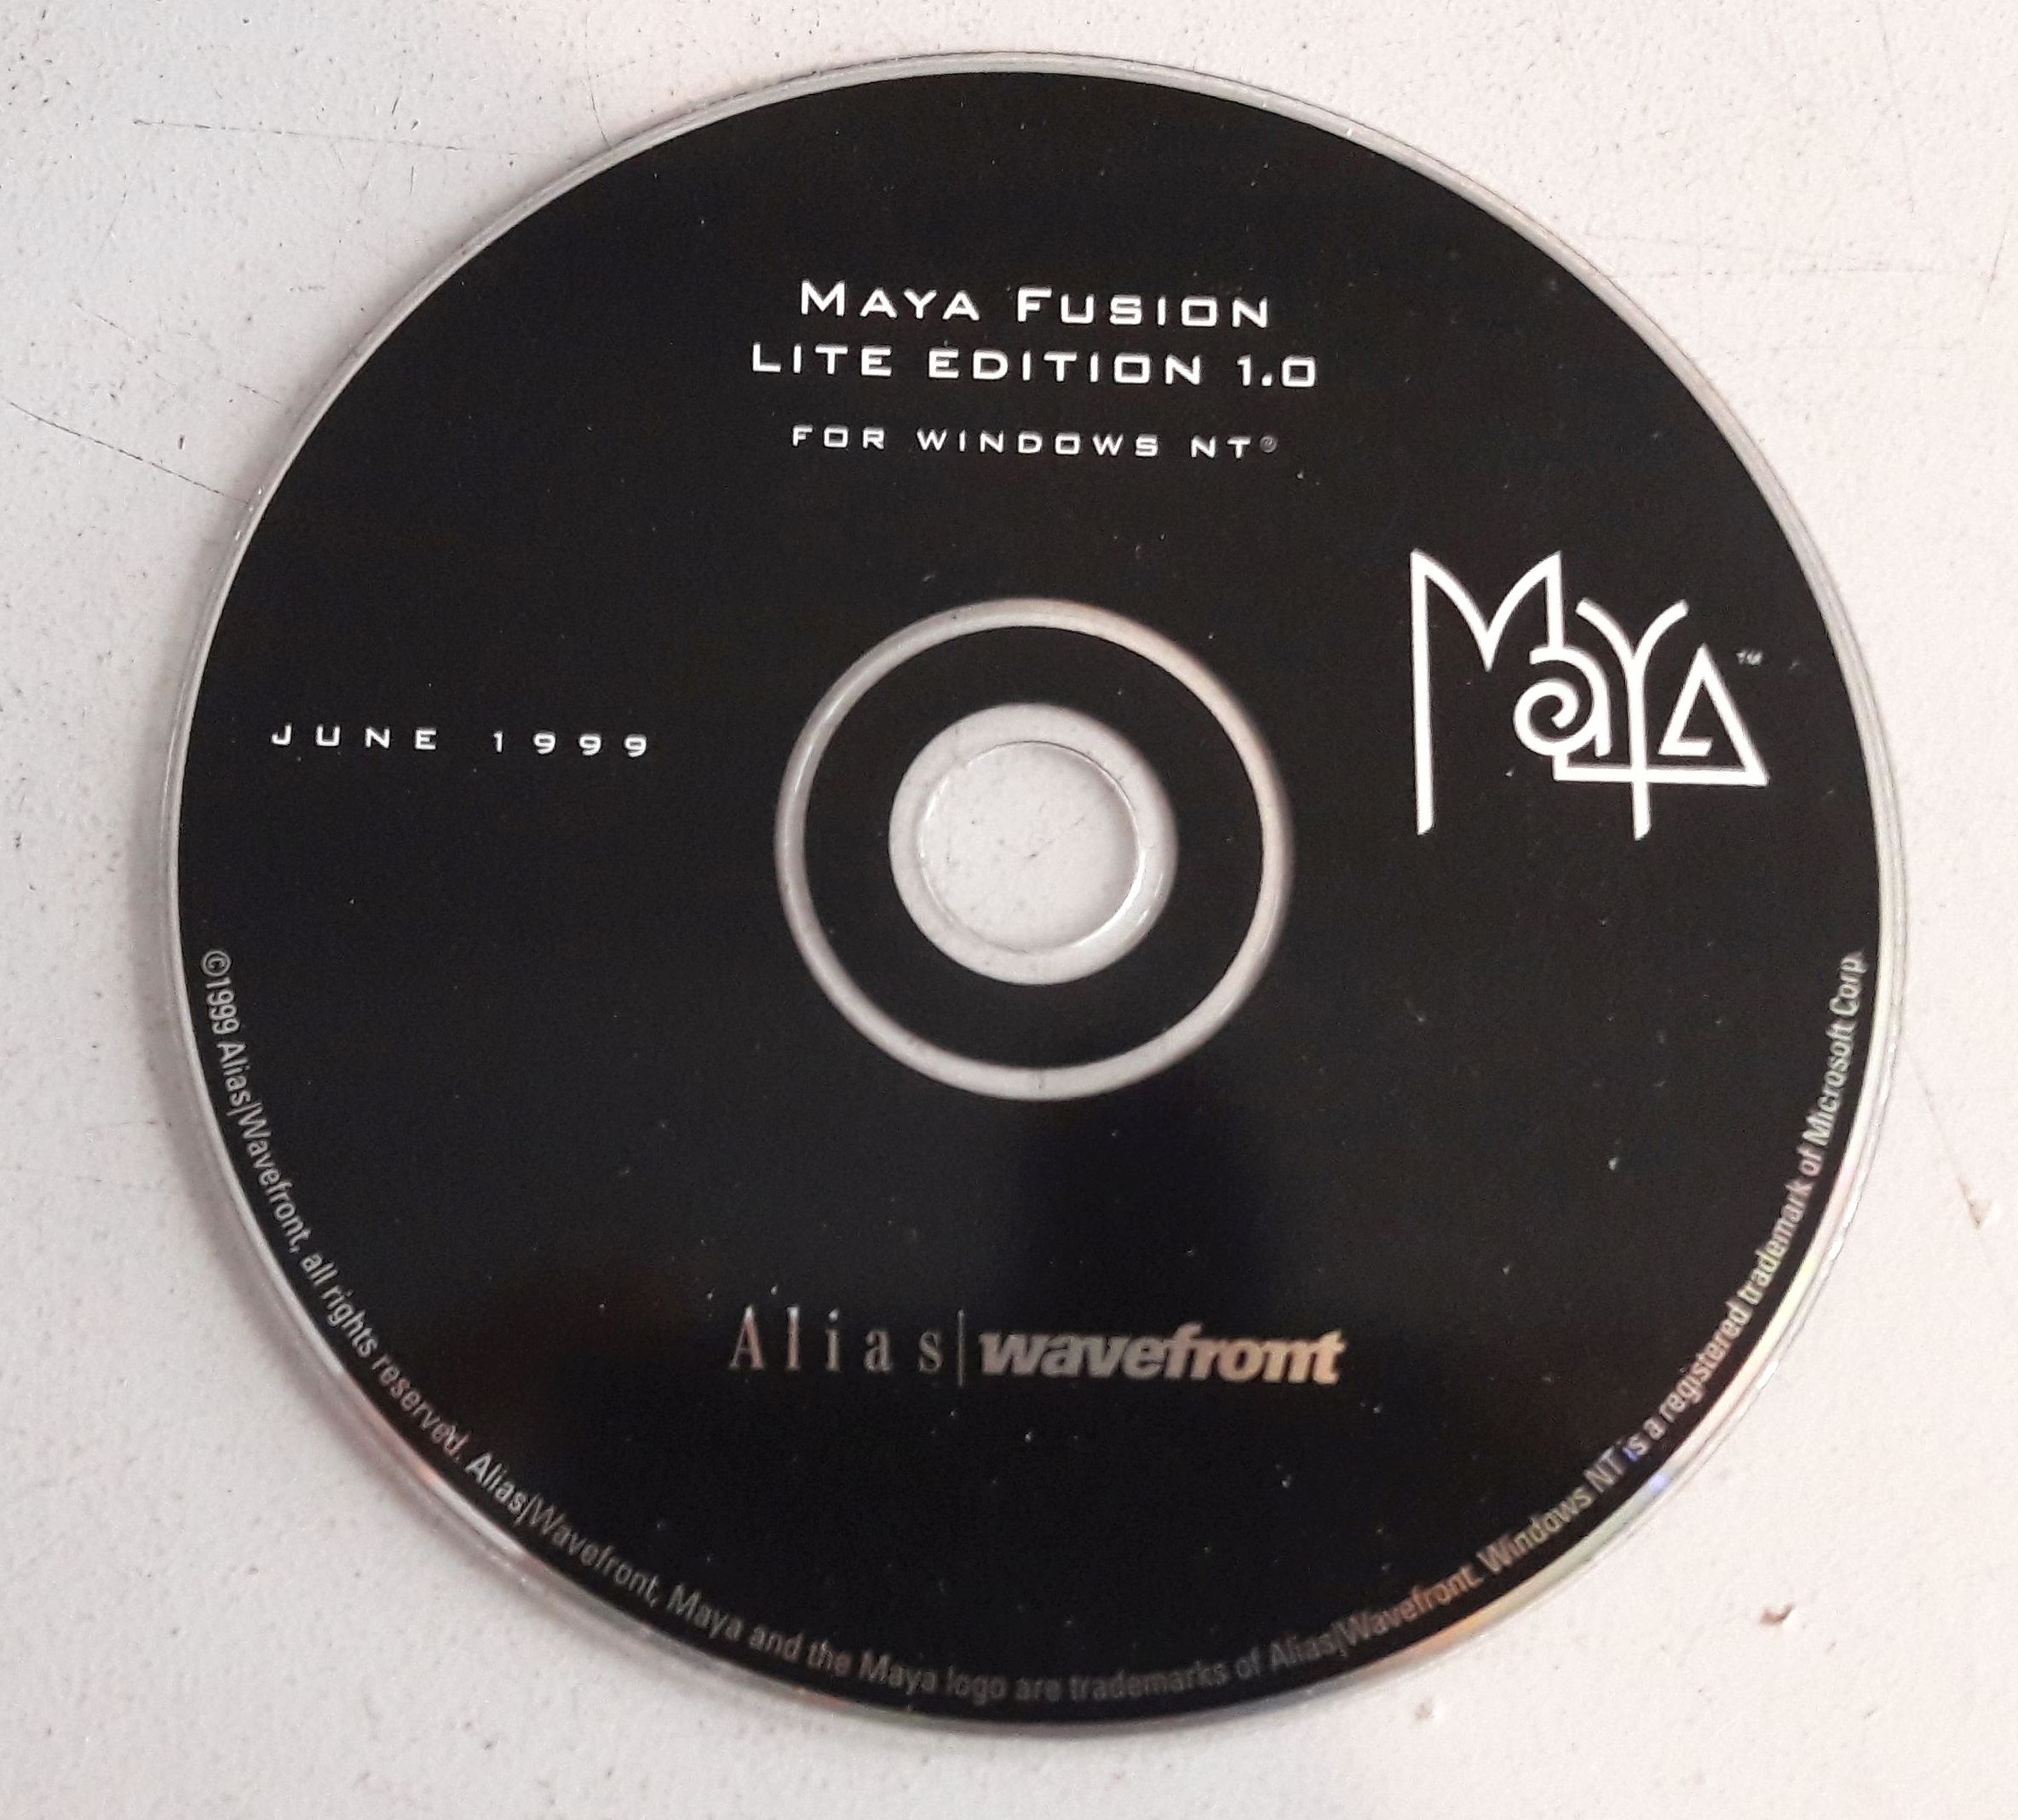 MAYA FUSION
LITE EDITION 1.0
FOR WINDOWS NT®
MAYA™
JUNE 1999
Alias|wavefront
©1999 Alias|Wavefront, all rights reserved. Alias|Wavefront, Maya and the Maya logo are trademarks of Alias|Wavefront. Windows NT is a registered trademark of Microsoft Corp.